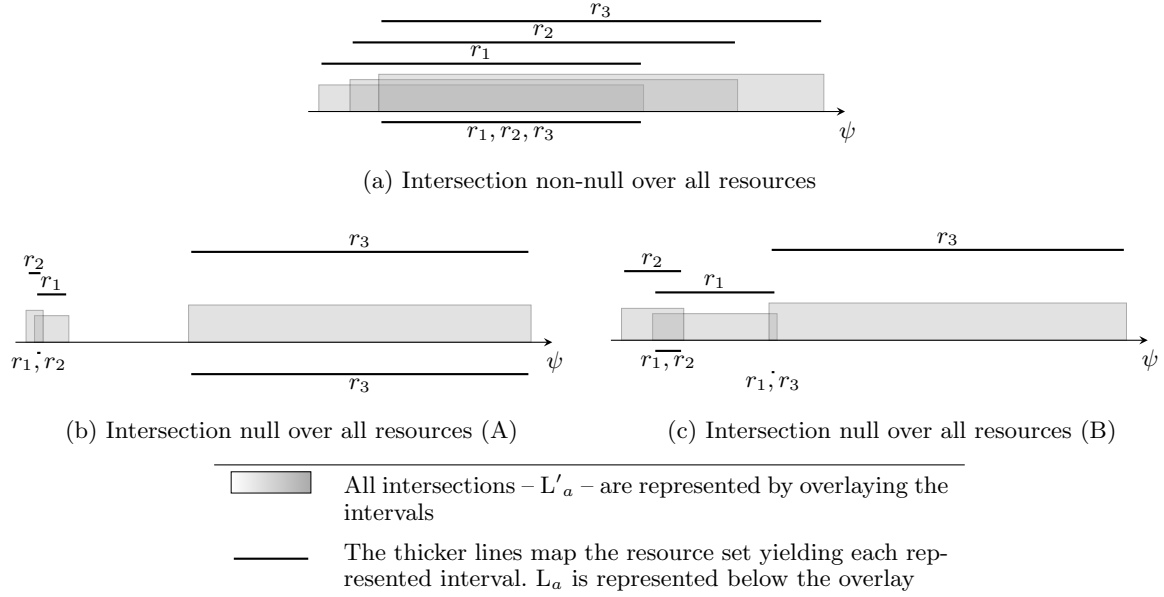 r3
r2
r1
r1, r2, r3
ψ
(a) Intersection non-null over all resources
r3
r2
r1
r1, r2
r3
ψ
(b) Intersection null over all resources (A)
r3
r2
r1
r1, r2
r1, r3
ψ
(c) Intersection null over all resources (B)
All intersections – L′a – are represented by overlaying the
intervals
The thicker lines map the resource set yielding each rep-
resented interval. La is represented below the overlay